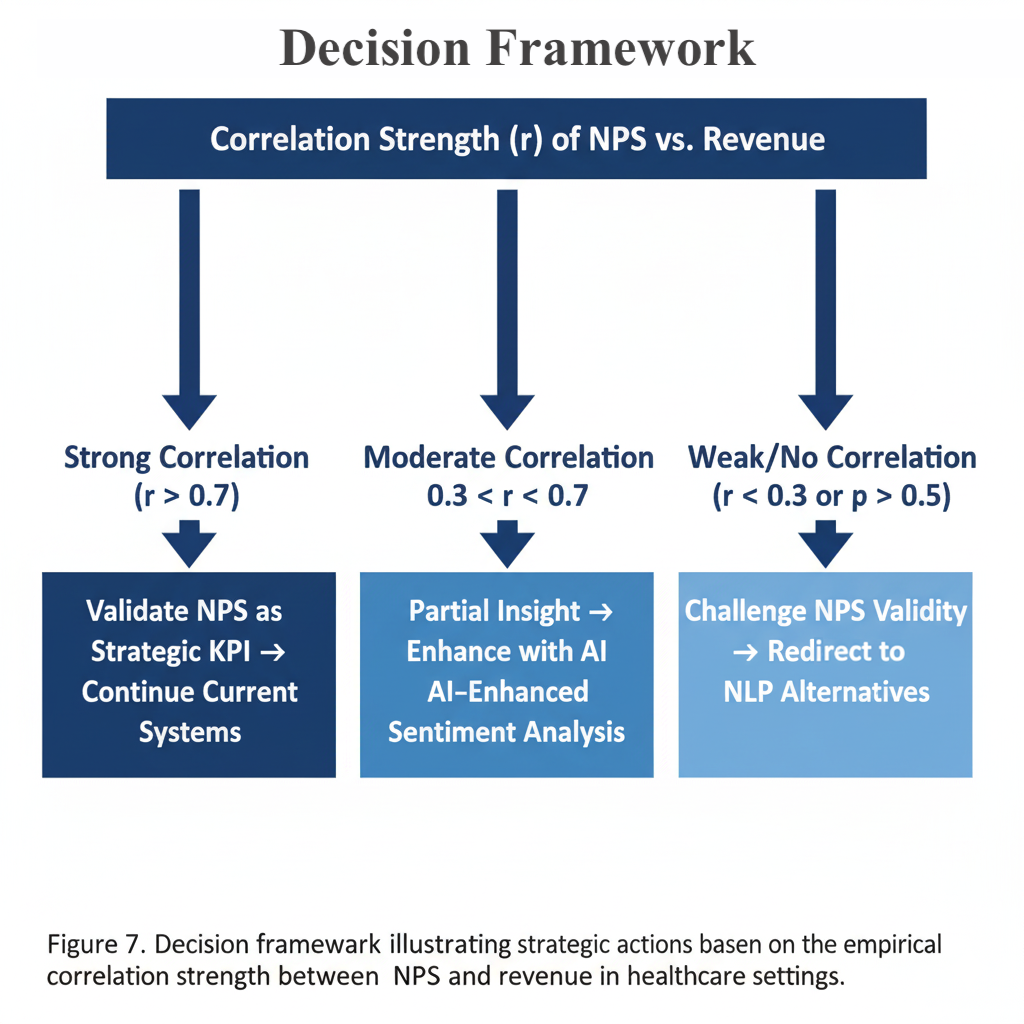 Decision Framework
Correlation Strength (r) of NPS vs. Revenue
Strong Correlation
(r > 0.7)
Moderate Correlation
0.3 < r < 0.7
Weak/No Correlation
(r < 0.3 or p > 0.5)
Validate NPS as
Strategic KPI →
Continue Current
Systems
Partial Insight →
Enhance with AI
AI-Enhanced
Sentiment Analysis
Challenge NPS Validity
→ Redirect to
NLP Alternatives
Figure 7. Decision framewark illustrating strategic actions basen on the empirical
correlation strength between NPS and revenue in healthcare settings.